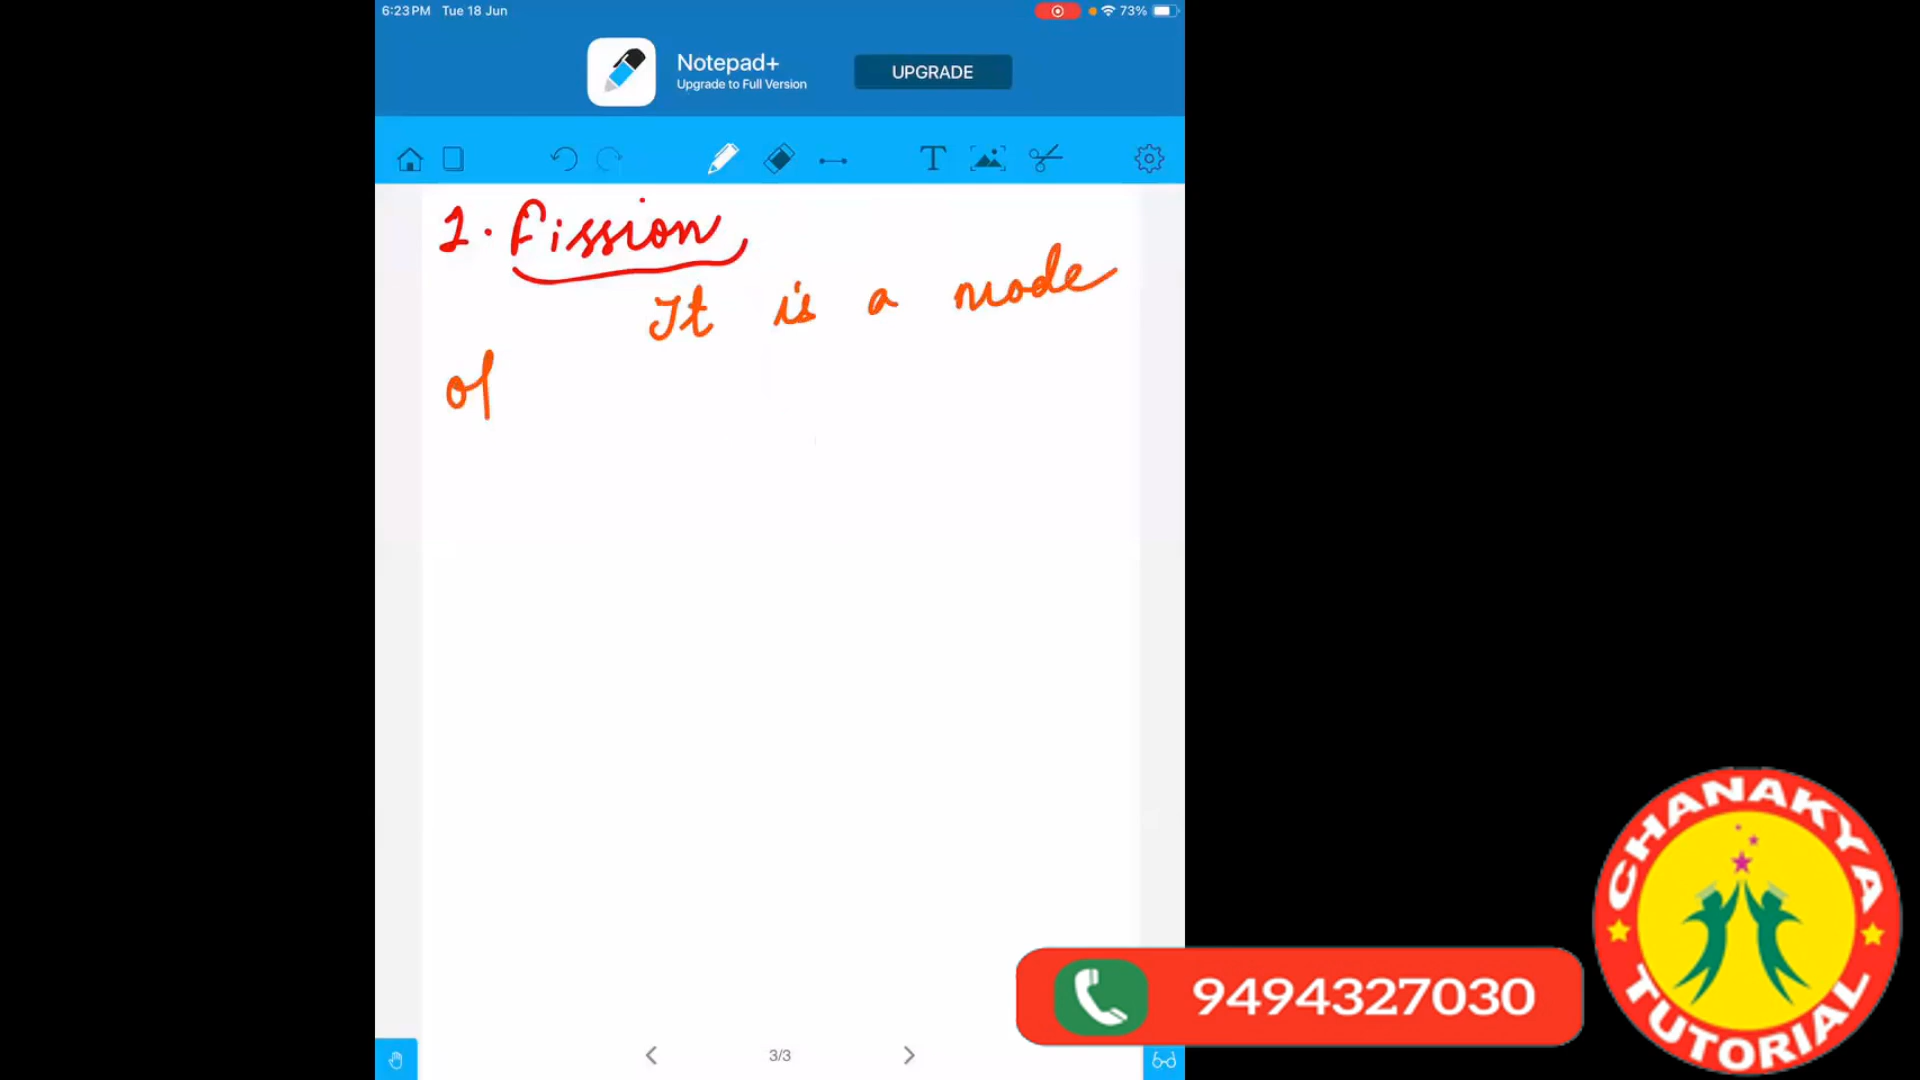 6:23 PM Tue 18 Jun
73%
Notepad+
Upgrade to Full Version
UPGRADE
T
1. Fission
It is a mode
of
3/3
9494327030
CHANAKYA
TUTORIAL